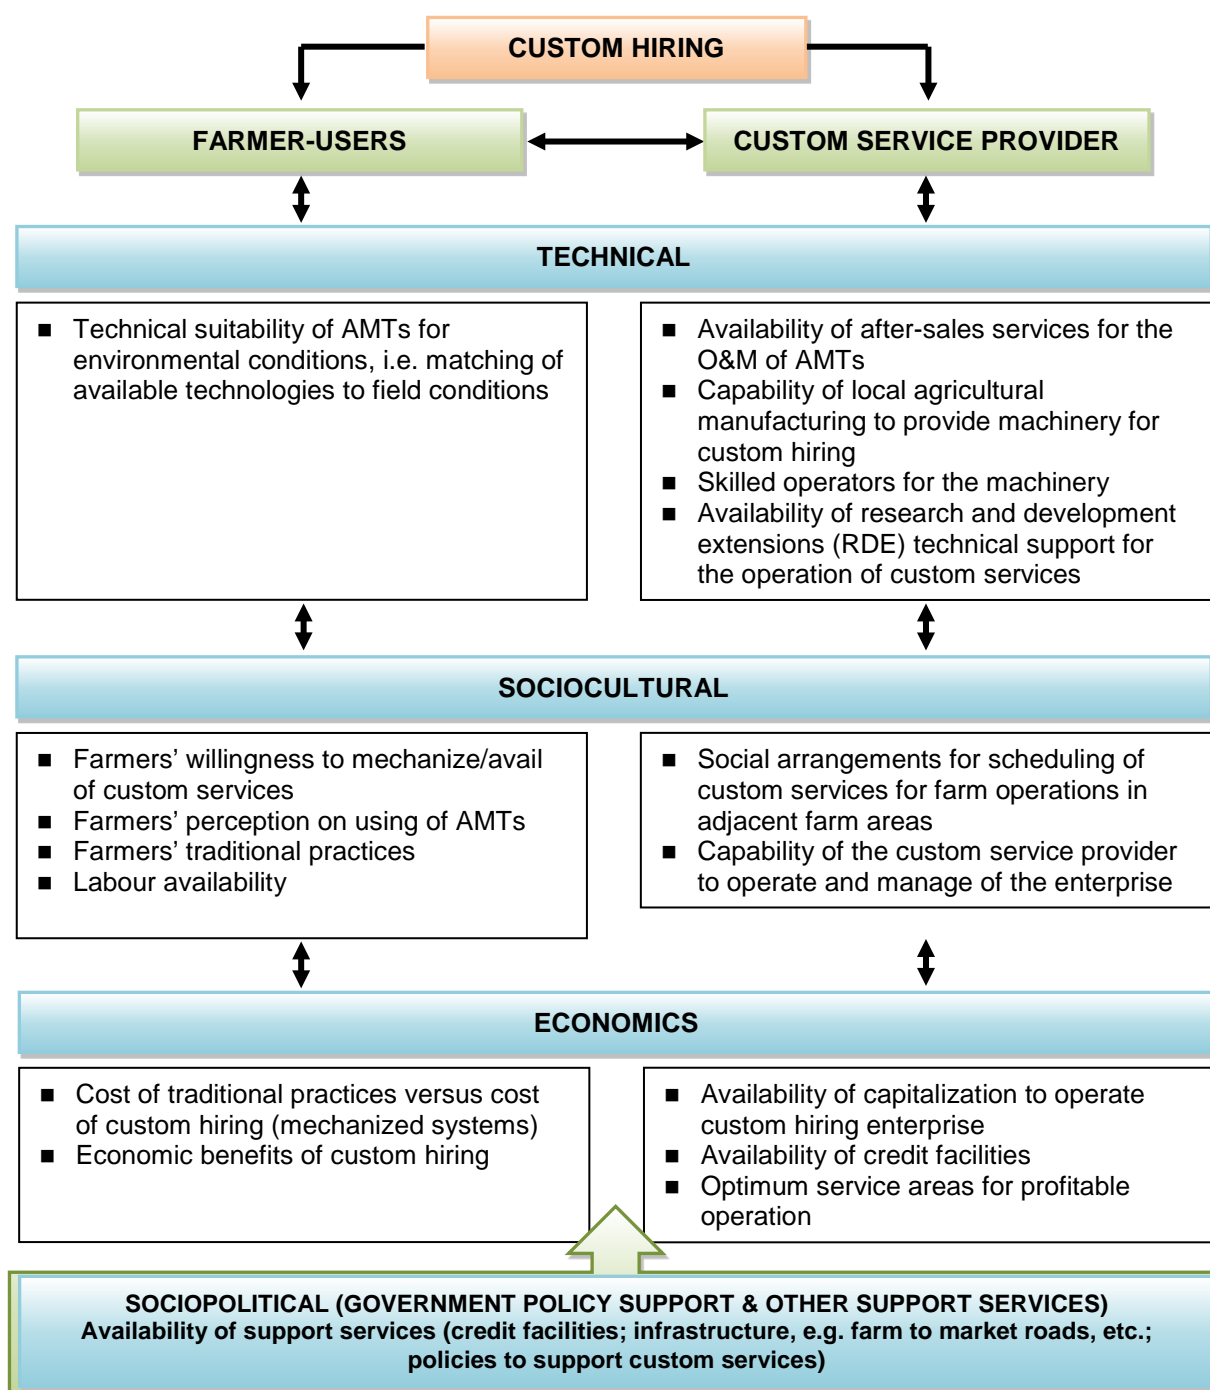 CUSTOM HIRING
FARMER-USERS
CUSTOM SERVICE PROVIDER
TECHNICAL
■ Technical suitability of AMTs for
environmental conditions, i.e. matching of
available technologies to field conditions
■ Availability of after-sales services for the
O&M of AMTs
■ Capability of local agricultural
manufacturing to provide machinery for
custom hiring
■ Skilled operators for the machinery
■ Availability of research and development
extensions (RDE) technical support for
the operation of custom services
SOCIOCULTURAL
■ Farmers’ willingness to mechanize/avail
of custom services
■ Farmers’ perception on using of AMTs
■ Farmers’ traditional practices
■ Labour availability
■ Social arrangements for scheduling of
custom services for farm operations in
adjacent farm areas
■ Capability of the custom service provider
to operate and manage of the enterprise
ECONOMICS
■ Cost of traditional practices versus cost
of custom hiring (mechanized systems)
■ Economic benefits of custom hiring
■ Availability of capitalization to operate
custom hiring enterprise
■ Availability of credit facilities
■ Optimum service areas for profitable
operation
SOCIOPOLITICAL (GOVERNMENT POLICY SUPPORT & OTHER SUPPORT SERVICES)
Availability of support services (credit facilities; infrastructure, e.g. farm to market roads, etc.;
policies to support custom services)